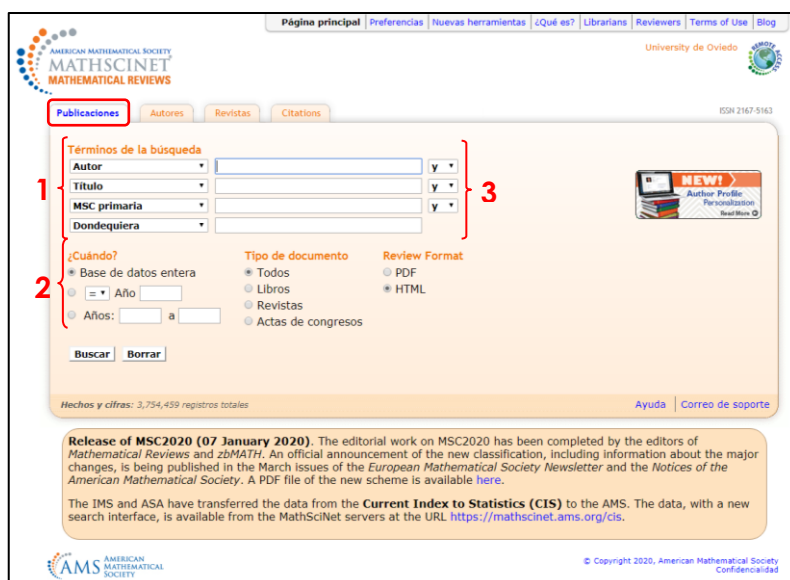 Página principal Preferencias Nuevas herramientas ¿Qué es? Librarians Reviewers Terms of Use Blog
AMERICAN MATHEMATICAL SOCIETY
MATHSCINET
MATHEMATICAL REVIEWS
University de Oviedo
REMOTE ACCESS
Publicaciones Autores Revistas Citations
ISSN 2167-5163
Términos de la búsqueda
Autor y
Título y
MSC primaria y
Dondequiera
1
3
NEW!
Author Profile
Personalization
Read More
¿Cuándo? Tipo de documento Review Format
Base de datos entera Todos PDF
= Año Libros HTML
Años: a Revistas
Actas de congresos
2
Buscar Borrar
Hechos y cifras: 3,754,459 registros totales
Ayuda Correo de soporte
Release of MSC2020 (07 January 2020). The editorial work on MSC2020 has been completed by the editors of
Mathematical Reviews and zbMATH. An official announcement of the new classification, including information about the major
changes, is being published in the March issues of the European Mathematical Society Newsletter and the Notices of the
American Mathematical Society. A PDF file of the new scheme is available here.
The IMS and ASA have transferred the data from the Current Index to Statistics (CIS) to the AMS. The data, with a new
search interface, is available from the MathSciNet servers at the URL https://mathscinet.ams.org/cis.
AMS AMERICAN
MATHEMATICAL
SOCIETY
© Copyright 2020, American Mathematical Society
Confidencialidad